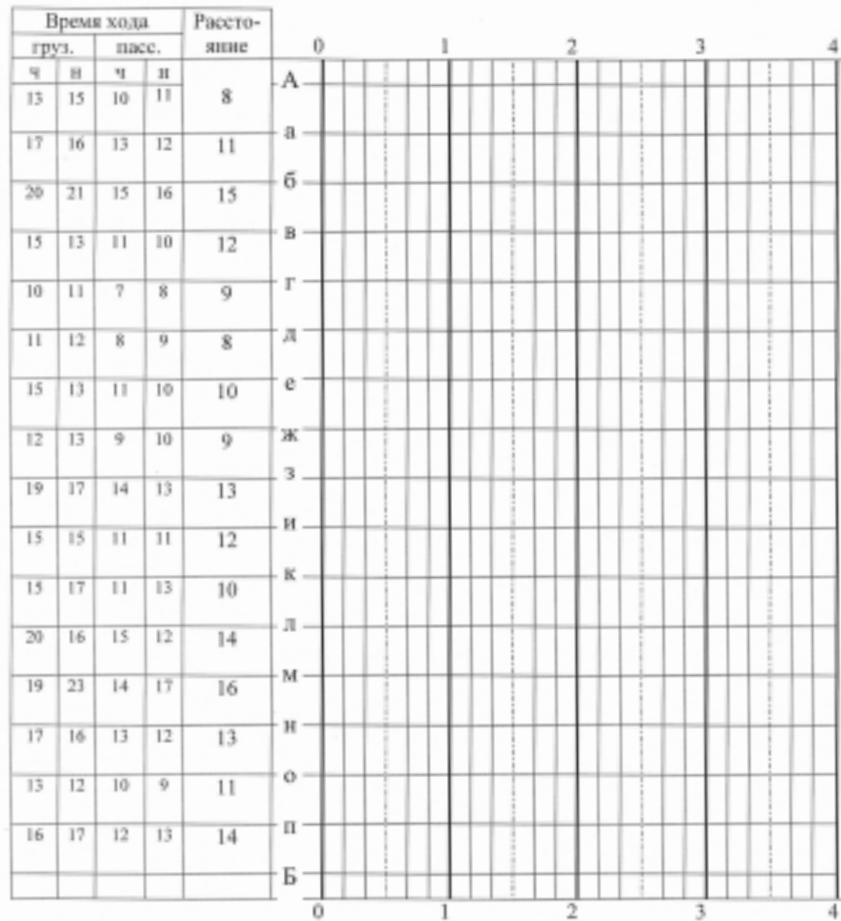 Время хода Рассто-
груз. пасс. яние 0 1 2 3 4
ч н ч н
А
13 15 10 11 8
а
17 16 13 12 11
б
20 21 15 16 15
в
15 13 11 10 12
г
10 11 7 8 9
д
11 12 8 9 8
е
15 13 11 10 10
ж
12 13 9 10 9
з
19 17 14 13 13
и
15 15 11 11 12
к
15 17 11 13 10
л
20 16 15 12 14
м
19 23 14 17 16
н
17 16 13 12 13
о
13 12 10 9 11
п
16 17 12 13 14
Б
0 1 2 3 4